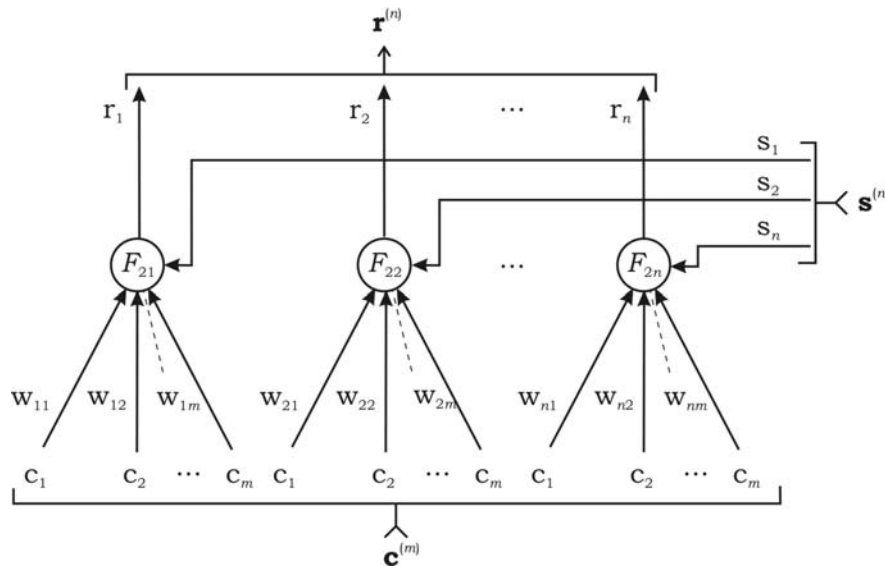 r(n)
r1 r2 ... rn
s1
s2
s(n
sn
F21 F22 ... F2n
w11 w12 w1m w21 w22 w2m wn1 wn2 wnm
c1 c2 ... cm c1 c2 ... cm c1 c2 ... cm
c(m)